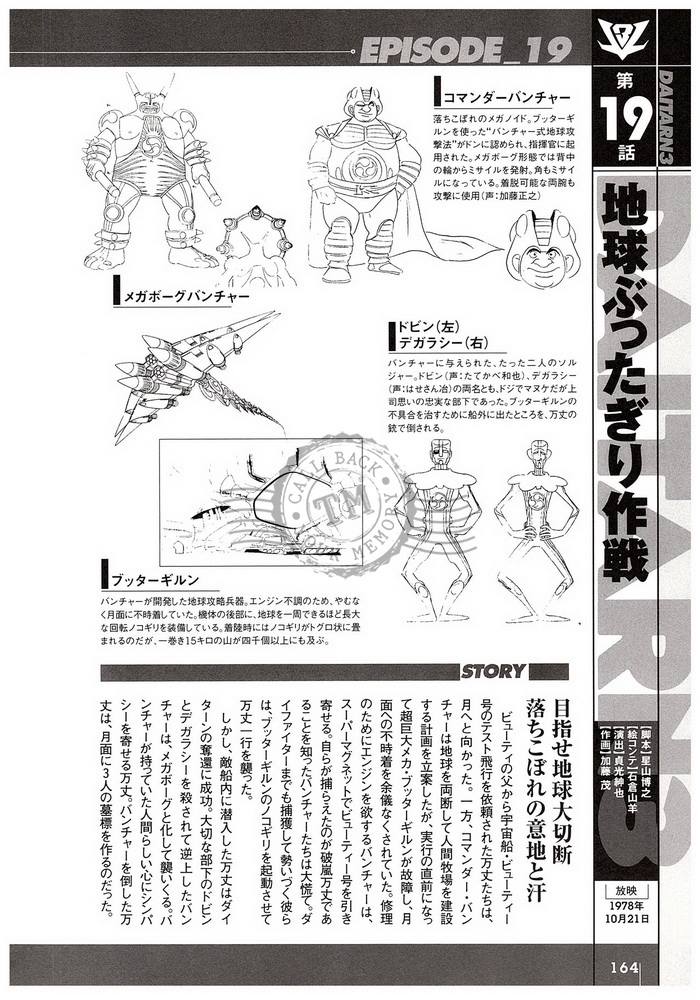 EPISODE_19
DAITARN3
第
19
話
地球ぶったぎり作戦
DAITARN3
[脚本] 星山博之
[絵コンテ] 石倉山羊
[演出] 貞光紳也
[作画] 加藤 茂
放映
1978年
10月21日
コマンダーバンチャー
落ちこぼれのメガノイド。ブッターギ
ルンを使った“バンチャー式地球攻
撃法”がドンに認められ、指揮官に起
用された。メガボーグ形態では背中
の輪からミサイルを発射。角もミサイ
ルになっている。着脱可能な両腕も
攻撃に使用(声:加藤正之)
メガボーグバンチャー
ドビン(左)
デガラシー(右)
バンチャーに与えられた、たった二人のソル
ジャー。ドビン(声:たてかべ和也)、デガラシー
(声:はせさん治)の両名とも、ドジでマヌケだが上
司思いの忠実な部下であった。ブッターギルンの
不具合を治すために船外に出たところを、万丈の
銃で倒される。
CALL BACK
TM
YOUR MEMORY
ブッターギルン
バンチャーが開発した地球攻略兵器。エンジン不調のため、やむな
く月面に不時着していた。機体の後部に、地球を一周できるほど長大
な回転ノコギリを装備している。着陸時にはノコギリがトグロ状に畳
まれるのだが、一巻き15キロの山が四千個以上にも及ぶ。
STORY
目指せ地球大切断
落ちこぼれの意地と汗
ビューティの父から宇宙船・ビューティー
号のテスト飛行を依頼された万丈たちは、
月へと向かった。一方、コマンダー・バン
チャーは地球を両断して人間牧場を建設
する計画を立案したが、実行の直前になっ
て超巨大メカ・ブッターギルンが故障し、月
面への不時着を余儀なくされていた。修理
のためにエンジンを欲するバンチャーは、
スーパーマグネットでビューティー号を引き
寄せる。自らが捕らえたのが破嵐万丈であ
ることを知ったバンチャーたちは大慌て。ダ
イファイターまでも捕獲して勢いづく彼ら
は、ブッターギルンのノコギリを起動させて
万丈一行を襲った。
しかし、敵船内に潜入した万丈はダイ
ターンの奪還に成功。大切な部下のドビン
とデガラシーを殺されて逆上したバン
チャーは、メガボーグと化して襲いくる。バ
ンチャーが持っていた人間らしい心にシンパ
シーを寄せる万丈。バンチャーを倒した万
丈は、月面に3人の墓標を作るのだった。
164